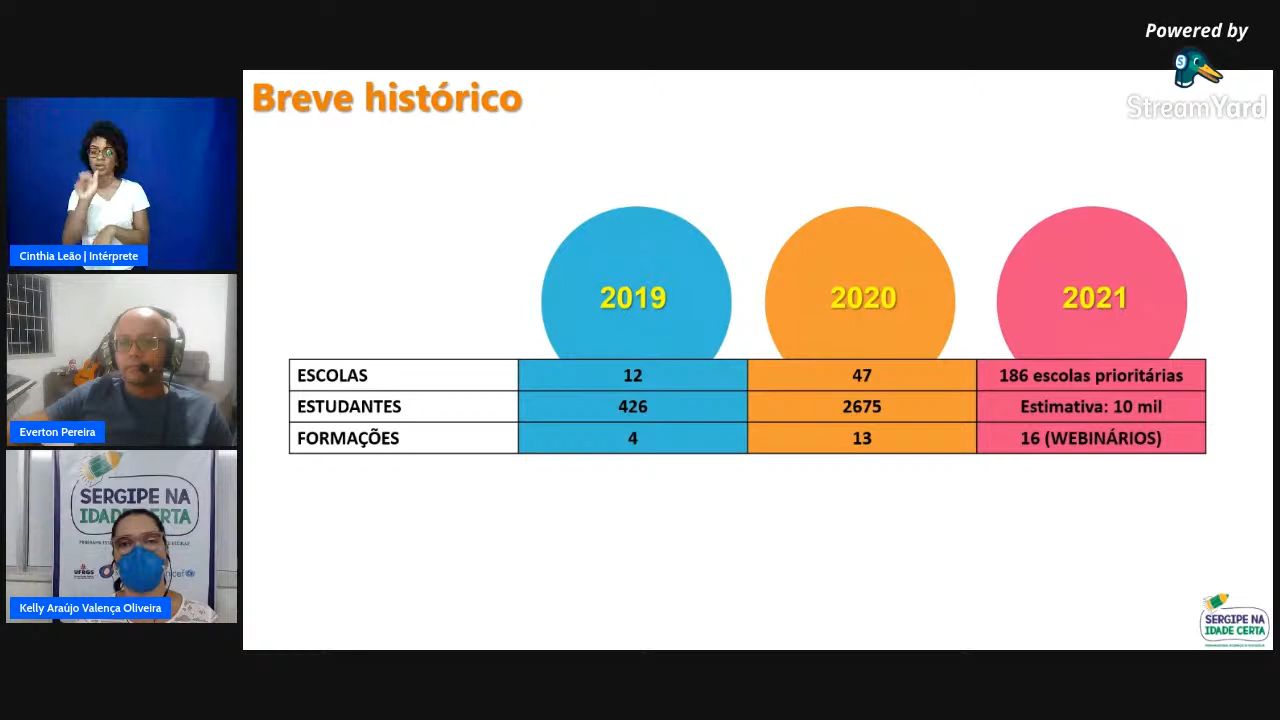 Powered by
StreamYard
Breve histórico
2019
2020
2021
ESCOLAS 12 47 186 escolas prioritárias
ESTUDANTES 426 2675 Estimativa: 10 mil
FORMAÇÕES 4 13 16 (WEBINÁRIOS)
Cinthia Leão | Intérprete
Everton Pereira
SERGIPE NA
IDADE CERTA
UFRGS
unicef
Kelly Araújo Valença Oliveira
SERGIPE NA
IDADE CERTA